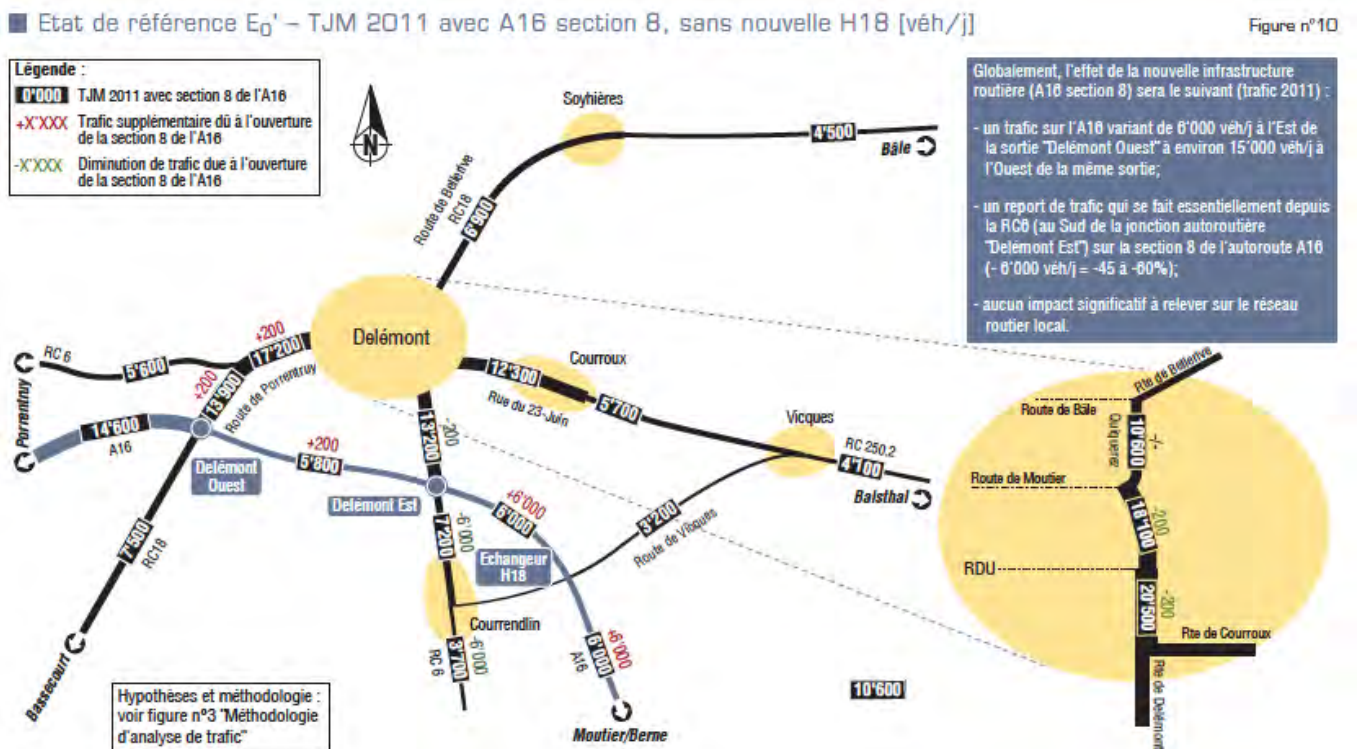 Etat de référence E0' – TJM 2011 avec A16 section 8, sans nouvelle H18 [véh/j]
Figure n°10
Légende :
0'000 TJM 2011 avec section 8 de l'A16
+X'XXX Trafic supplémentaire dû à l'ouverture
de la section 8 de l'A16
-X'XXX Diminution de trafic due à l'ouverture
de la section 8 de l'A16
N
Globalement, l'effet de la nouvelle infrastructure
routière (A16 section 8) sera le suivant (trafic 2011) :
- un trafic sur l'A16 variant de 6'000 véh/j à l'Est de
la sortie "Delémont Ouest" à environ 15'000 véh/j à
l'Ouest de la même sortie;
- un report de trafic qui se fait essentiellement depuis
la RC6 (au Sud de la jonction autoroutière
"Delémont Est") sur la section 8 de l'autoroute A16
(- 6'000 véh/j = -45 à -60%);
- aucun impact significatif à relever sur le réseau
routier local.
Soyhières
4'500
Bâle
Route de Bellerive
RC18
6'900
Delémont
+200
17'200
RC 6
5'600
Porrentruy
+200
13'900
Route de Porrentruy
14'600
A16
Delémont
Ouest
+200
5'800
Delémont Est
7'500
RC18
Bassecourt
12'300
Courroux
Rue du 23-Juin
5'700
Vicques
RC 250.2
4'100
Balsthal
13'200
-200
7'200
-6'000
+6'000
6'000
Echangeur
H18
3'200
Route de Vicques
Courrendlin
3'700
-6'000
RC 6
6'000
+6'000
A16
Moutier/Berne
Hypothèses et méthodologie :
voir figure n°3 "Méthodologie
d'analyse de trafic"
10'600
Rte de Bellerive
Route de Bâle
Quiquerez
10'600
-/-
Route de Moutier
18'100
-200
RDU
20'500
-200
Rte de Courroux
Rte de Delémont